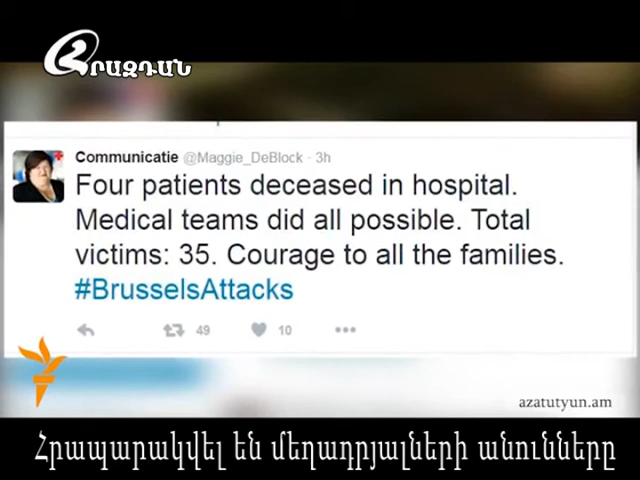 ՀՐԱԶԴԱՆ
Communicatie @Maggie_DeBlock · 3h
Four patients deceased in hospital.
Medical teams did all possible. Total
victims: 35. Courage to all the families.
#BrusselsAttacks
49 10
azatutyun.am
Հրապարակվել են մեղադրյալների անունները